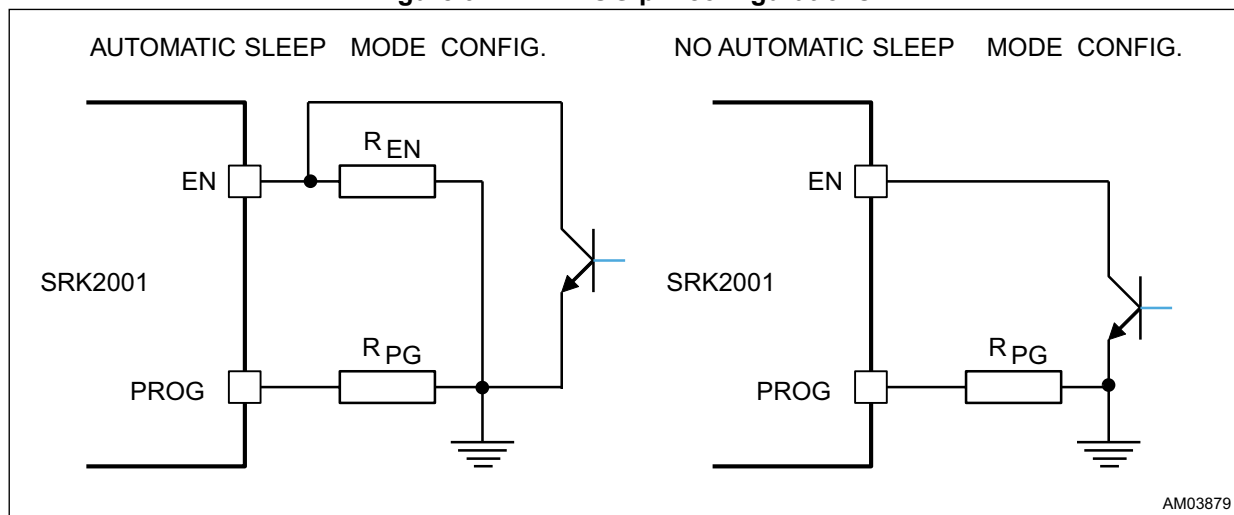 AUTOMATIC SLEEP MODE CONFIG.
NO AUTOMATIC SLEEP MODE CONFIG.
R EN
EN
EN
SRK2001
SRK2001
R PG
R PG
PROG
PROG
AM03879